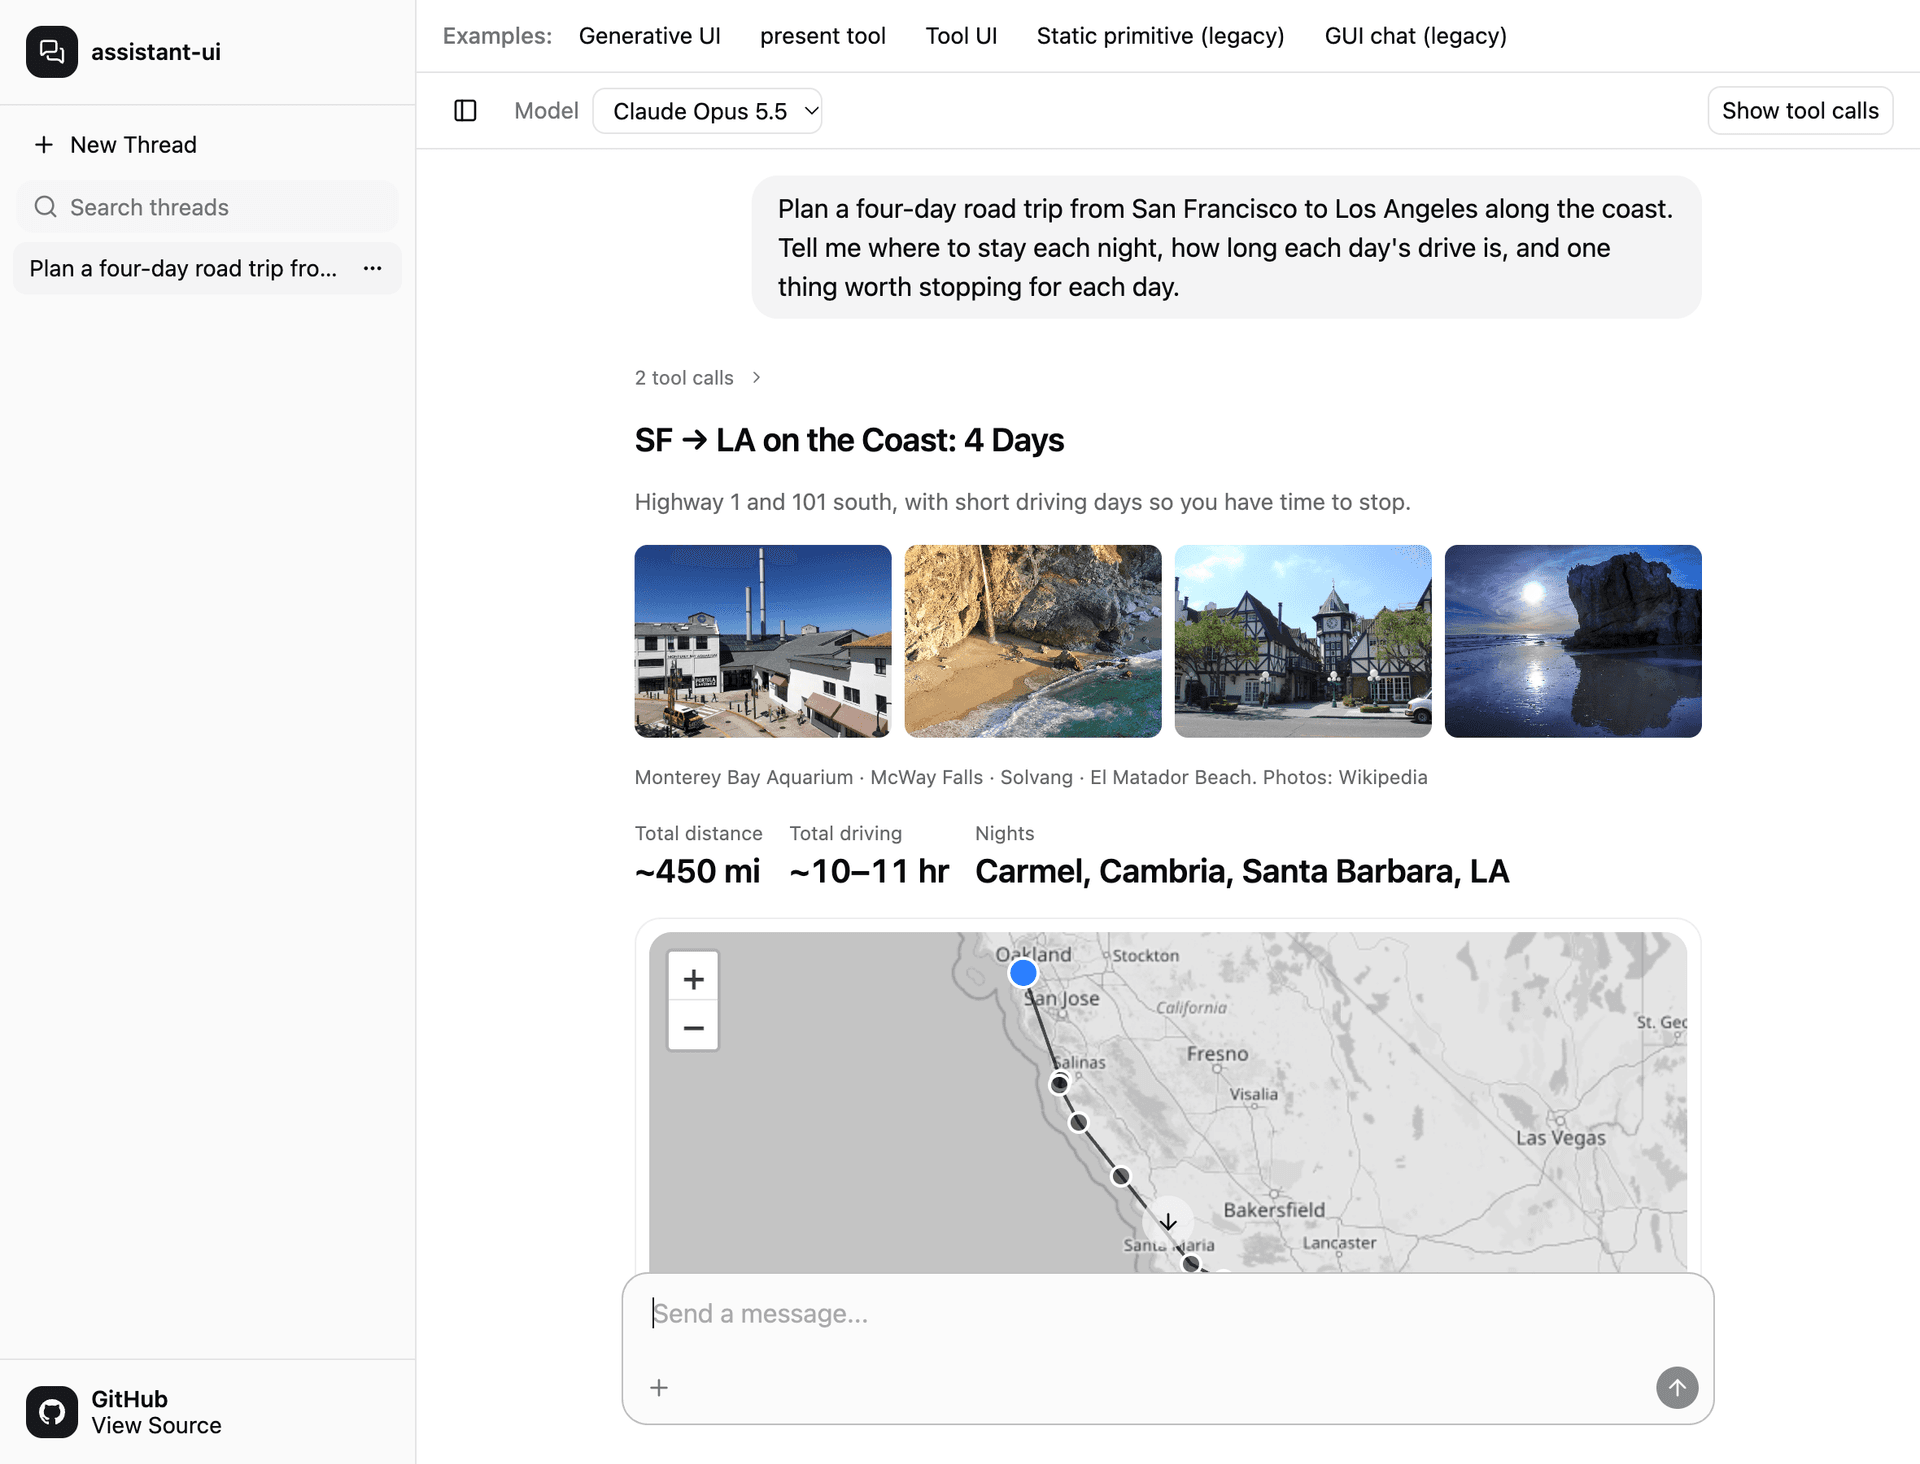 assistant-ui
New Thread
Search threads
Plan a four-day road trip fro...
GitHub
View Source
Examples: Generative UI present tool Tool UI Static primitive (legacy) GUI chat (legacy)
Model Claude Opus 5.5 Show tool calls
Plan a four-day road trip from San Francisco to Los Angeles along the coast.
Tell me where to stay each night, how long each day's drive is, and one
thing worth stopping for each day.
2 tool calls
SF → LA on the Coast: 4 Days
Highway 1 and 101 south, with short driving days so you have time to stop.
Monterey Bay Aquarium · McWay Falls · Solvang · El Matador Beach. Photos: Wikipedia
Total distance Total driving Nights
~450 mi ~10–11 hr Carmel, Cambria, Santa Barbara, LA
Oakland Stockton
San Jose
California
St. Geo
Salinas Fresno
Visalia
Las Vegas
Bakersfield
Santa Maria Lancaster
Send a message...